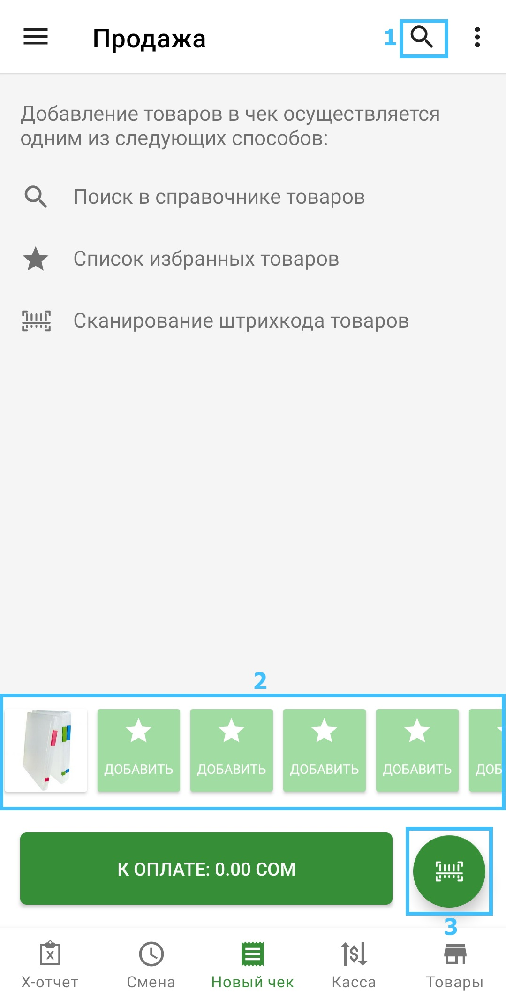 Продажа
1
Добавление товаров в чек осуществляется
одним из следующих способов:
Поиск в справочнике товаров
Список избранных товаров
Сканирование штрихкода товаров
2
ДОБАВИТЬ ДОБАВИТЬ ДОБАВИТЬ ДОБАВИТЬ ДОБ
К ОПЛАТЕ: 0.00 СОМ
3
X
$
X-отчет Смена Новый чек Касса Товары